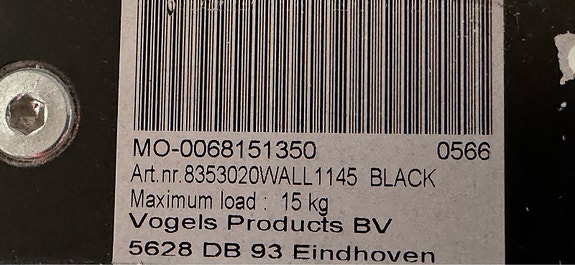 MO-0068151350 0566
Art.nr.8353020WALL1145 BLACK
Maximum load : 15 kg
Vogels Products BV
5628 DB 93 Eindhoven